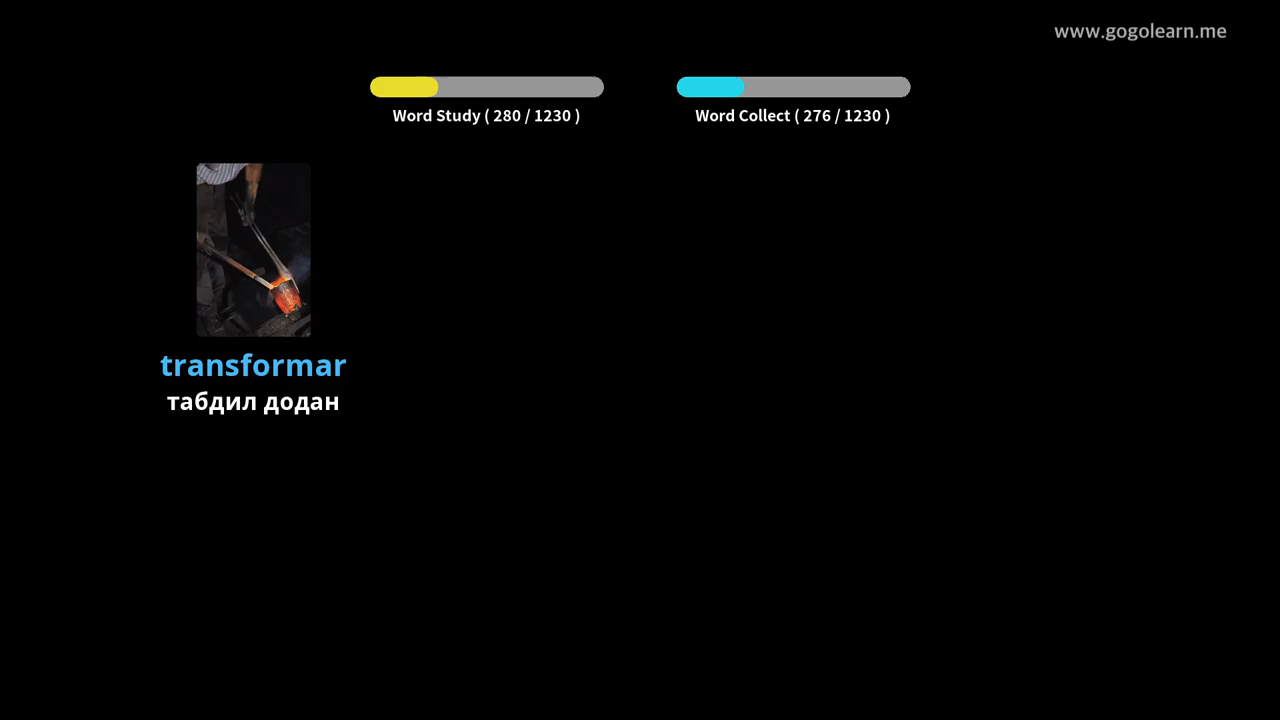 www.gogolearn.me
Word Study ( 280 / 1230 )
Word Collect ( 276 / 1230 )
transformar
табдил додан